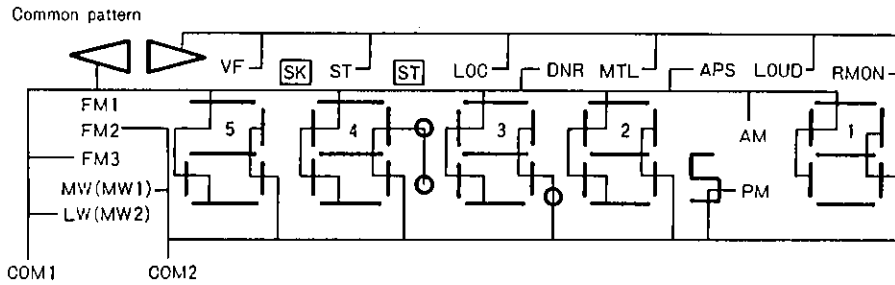 Common pattern
VF SK ST ST LOC DNR MTL APS LOUD RMON
FM1
FM2 5 4 3 2 1
AM
FM3
MW(MW1) PM
LW(MW2)
COM1 COM2